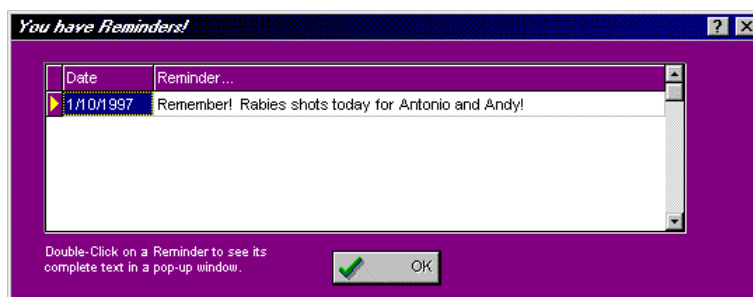 You have Reminders!
Date Reminder...
1/10/1997 Remember! Rabies shots today for Antonio and Andy!
Double-Click on a Reminder to see its
complete text in a pop-up window.
OK